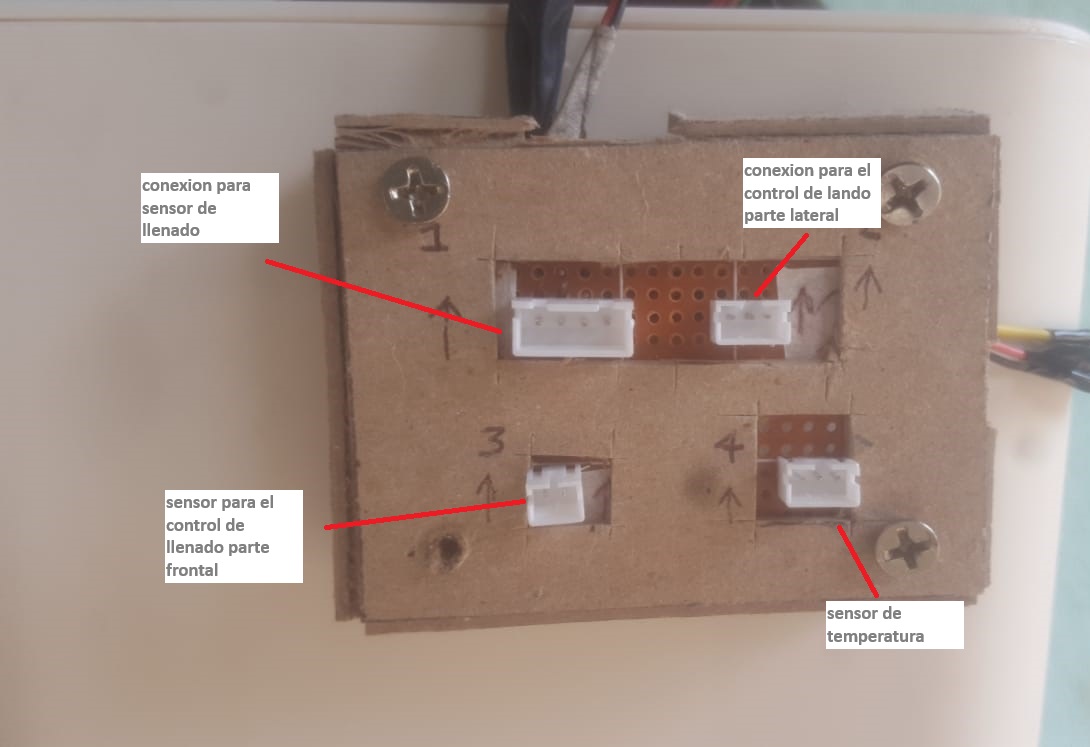 conexion para
sensor de
llenado
conexion para el
control de lando
parte lateral
1
3
4
sensor para el
control de
llenado parte
frontal
sensor de
temperatura